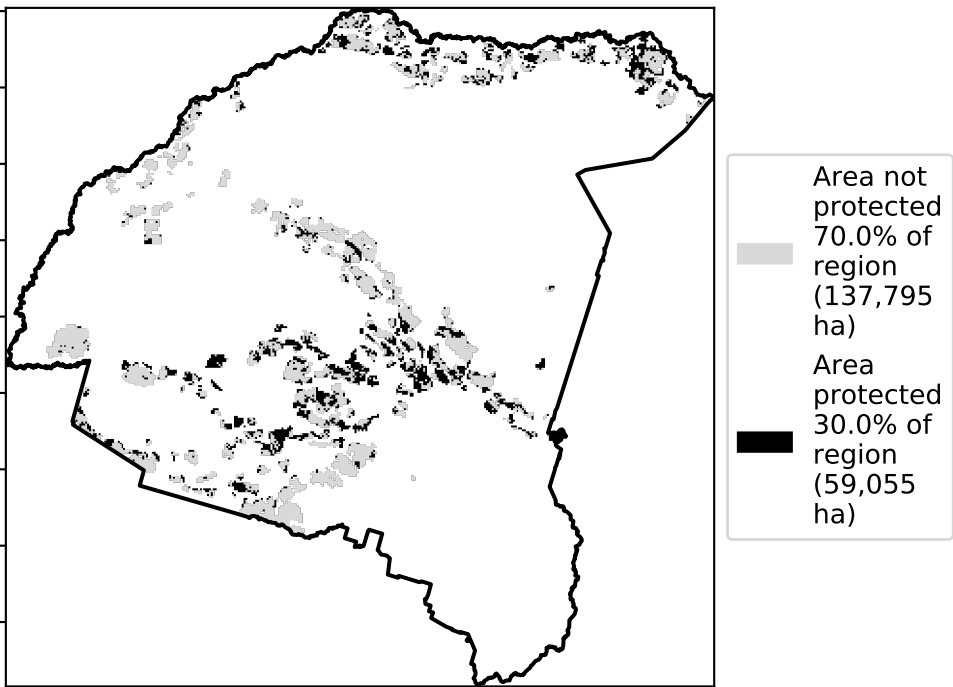 Area not
protected
70.0% of
region
(137,795
ha)
Area
protected
30.0% of
region
(59,055
ha)